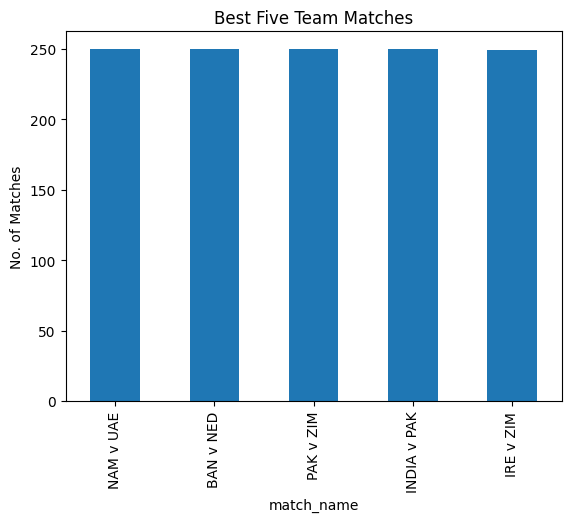 Best Five Team Matches
No. of Matches
250
200
150
100
50
0
NAM v UAE
BAN v NED
PAK v ZIM
INDIA v PAK
IRE v ZIM
match_name